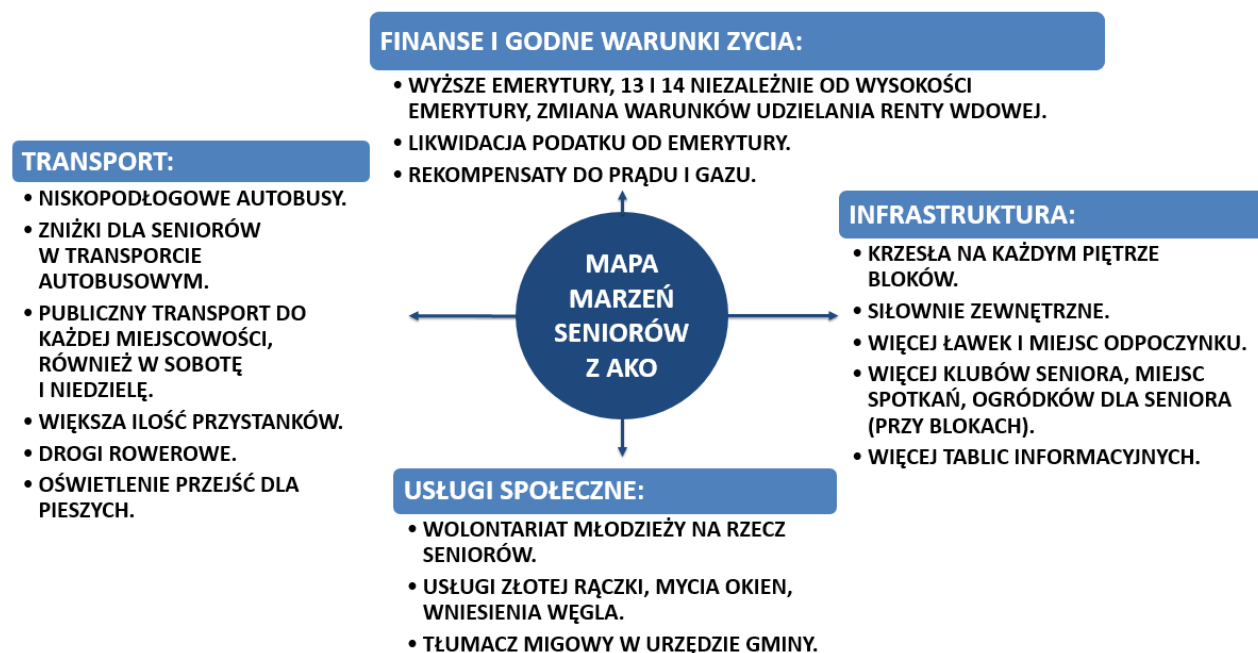 FINANSE I GODNE WARUNKI ZYCIA:
• WYŻSZE EMERYTURY, 13 I 14 NIEZALEŻNIE OD WYSOKOŚCI
EMERYTURY, ZMIANA WARUNKÓW UDZIELANIA RENTY WDOWEJ.
• LIKWIDACJA PODATKU OD EMERYTURY.
• REKOMPENSATY DO PRĄDU I GAZU.
TRANSPORT:
• NISKOPODŁOGOWE AUTOBUSY.
• ZNIŻKI DLA SENIORÓW
W TRANSPORCIE
AUTOBUSOWYM.
• PUBLICZNY TRANSPORT DO
KAŻDEJ MIEJSCOWOŚCI,
RÓWNIEŻ W SOBOTĘ
I NIEDZIELĘ.
• WIĘKSZA ILOŚĆ PRZYSTANKÓW.
• DROGI ROWEROWE.
• OŚWIETLENIE PRZEJŚĆ DLA
PIESZYCH.
MAPA
MARZEŃ
SENIORÓW
Z AKO
INFRASTRUKTURA:
• KRZESŁA NA KAŻDYM PIĘTRZE
BLOKÓW.
• SIŁOWNIE ZEWNĘTRZNE.
• WIĘCEJ ŁAWEK I MIEJSC ODPOCZYNKU.
• WIĘCEJ KLUBÓW SENIORA, MIEJSC
SPOTKAŃ, OGRÓDKÓW DLA SENIORA
(PRZY BLOKACH).
• WIĘCEJ TABLIC INFORMACYJNYCH.
USŁUGI SPOŁECZNE:
• WOLONTARIAT MŁODZIEŻY NA RZECZ
SENIORÓW.
• USŁUGI ZŁOTEJ RĄCZKI, MYCIA OKIEN,
WNIESIENIA WĘGLA.
• TŁUMACZ MIGOWY W URZĘDZIE GMINY.